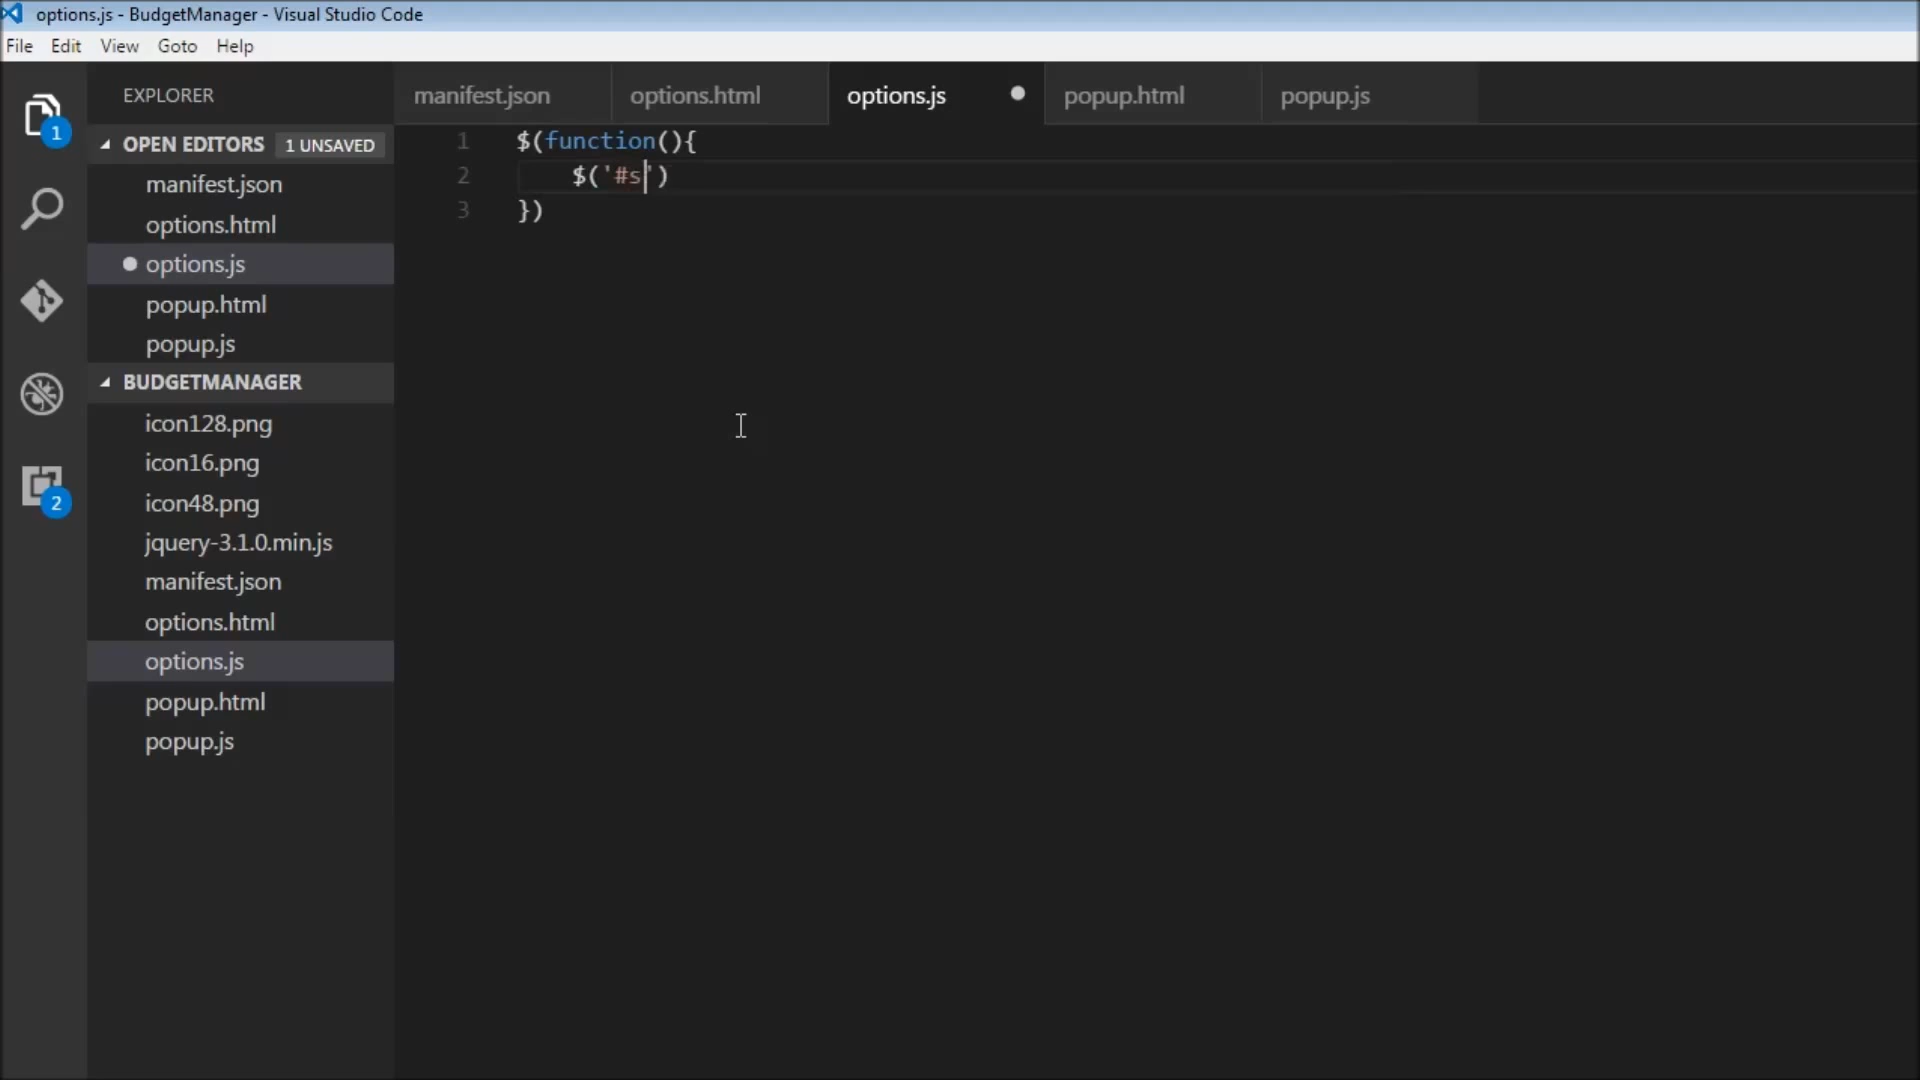 options.js - BudgetManager - Visual Studio Code
File Edit View Goto Help
EXPLORER
1
OPEN EDITORS 1 UNSAVED
manifest.json
options.html
options.js
popup.html
popup.js
BUDGETMANAGER
icon128.png
icon16.png
icon48.png
jquery-3.1.0.min.js
manifest.json
options.html
options.js
popup.html
popup.js
2
manifest.json options.html options.js popup.html popup.js
1 $(function(){
2 $('#s')
3 })